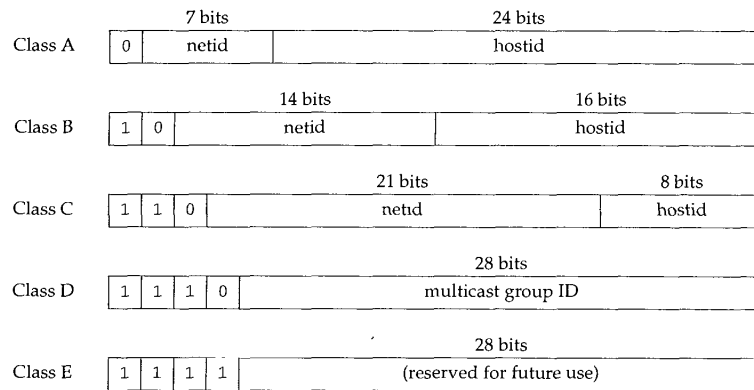 7 bits 24 bits
Class A 0 netid hostid
14 bits 16 bits
Class B 1 0 netid hostid
21 bits 8 bits
Class C 1 1 0 netid hostid
28 bits
Class D 1 1 1 0 multicast group ID
28 bits
Class E 1 1 1 1 (reserved for future use)